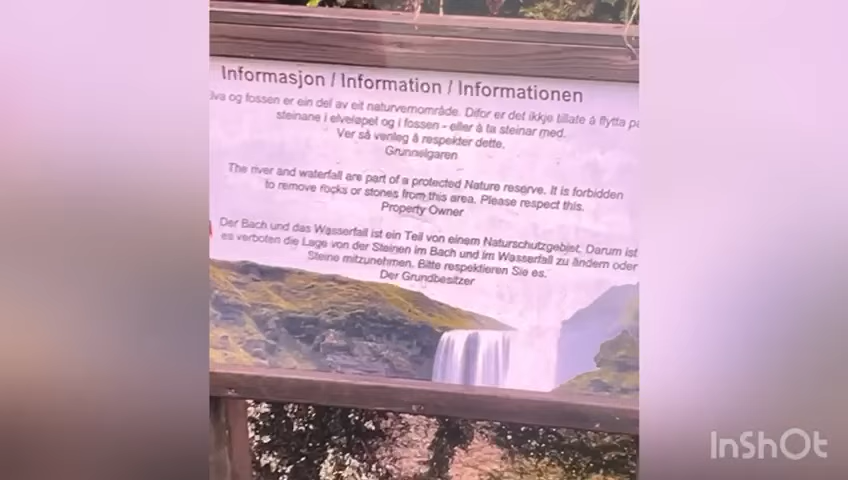 Informasjon / Information / Informationen
og fossen er ein del av eit naturvernområde. Difor er det ikkje tillate å flytta på
steinane i elveløpet og i fossen - eller å ta steinar med.
Ver så venleg å respekter dette.
Grunneigaren
The river and waterfall are part of a protected Nature reserve. It is forbidden
to remove rocks or stones from this area. Please respect this.
Property Owner
Der Bach und das Wasserfall ist ein Teil von einem Naturschutzgebiet. Darum ist
es verboten die Lage von der Steinen im Bach und im Wasserfall zu ändern oder
Steine mitzunehmen. Bitte respektieren Sie es.
Der Grundbesitzer
InShOt